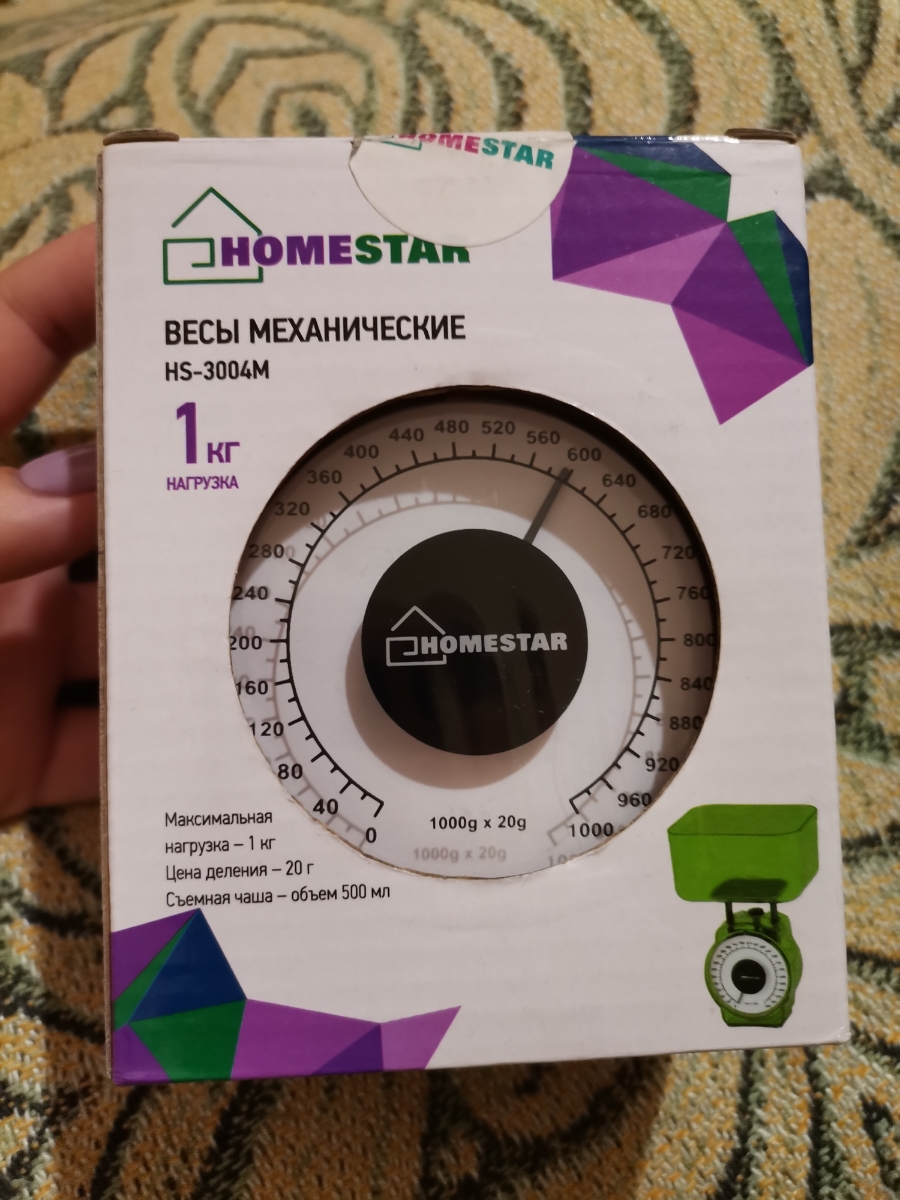 HOMESTAR
HOMESTAR
ВЕСЫ МЕХАНИЧЕСКИЕ
HS-3004M
1 кг
НАГРУЗКА
0
40
80
120
160
200
240
280
320
360
400
440
480
520
560
600
640
680
720
760
800
840
880
920
960
1000
HOMESTAR
1000g x 20g
1000g x 20g
Максимальная
нагрузка – 1 кг
Цена деления – 20 г
Съемная чаша – объем 500 мл